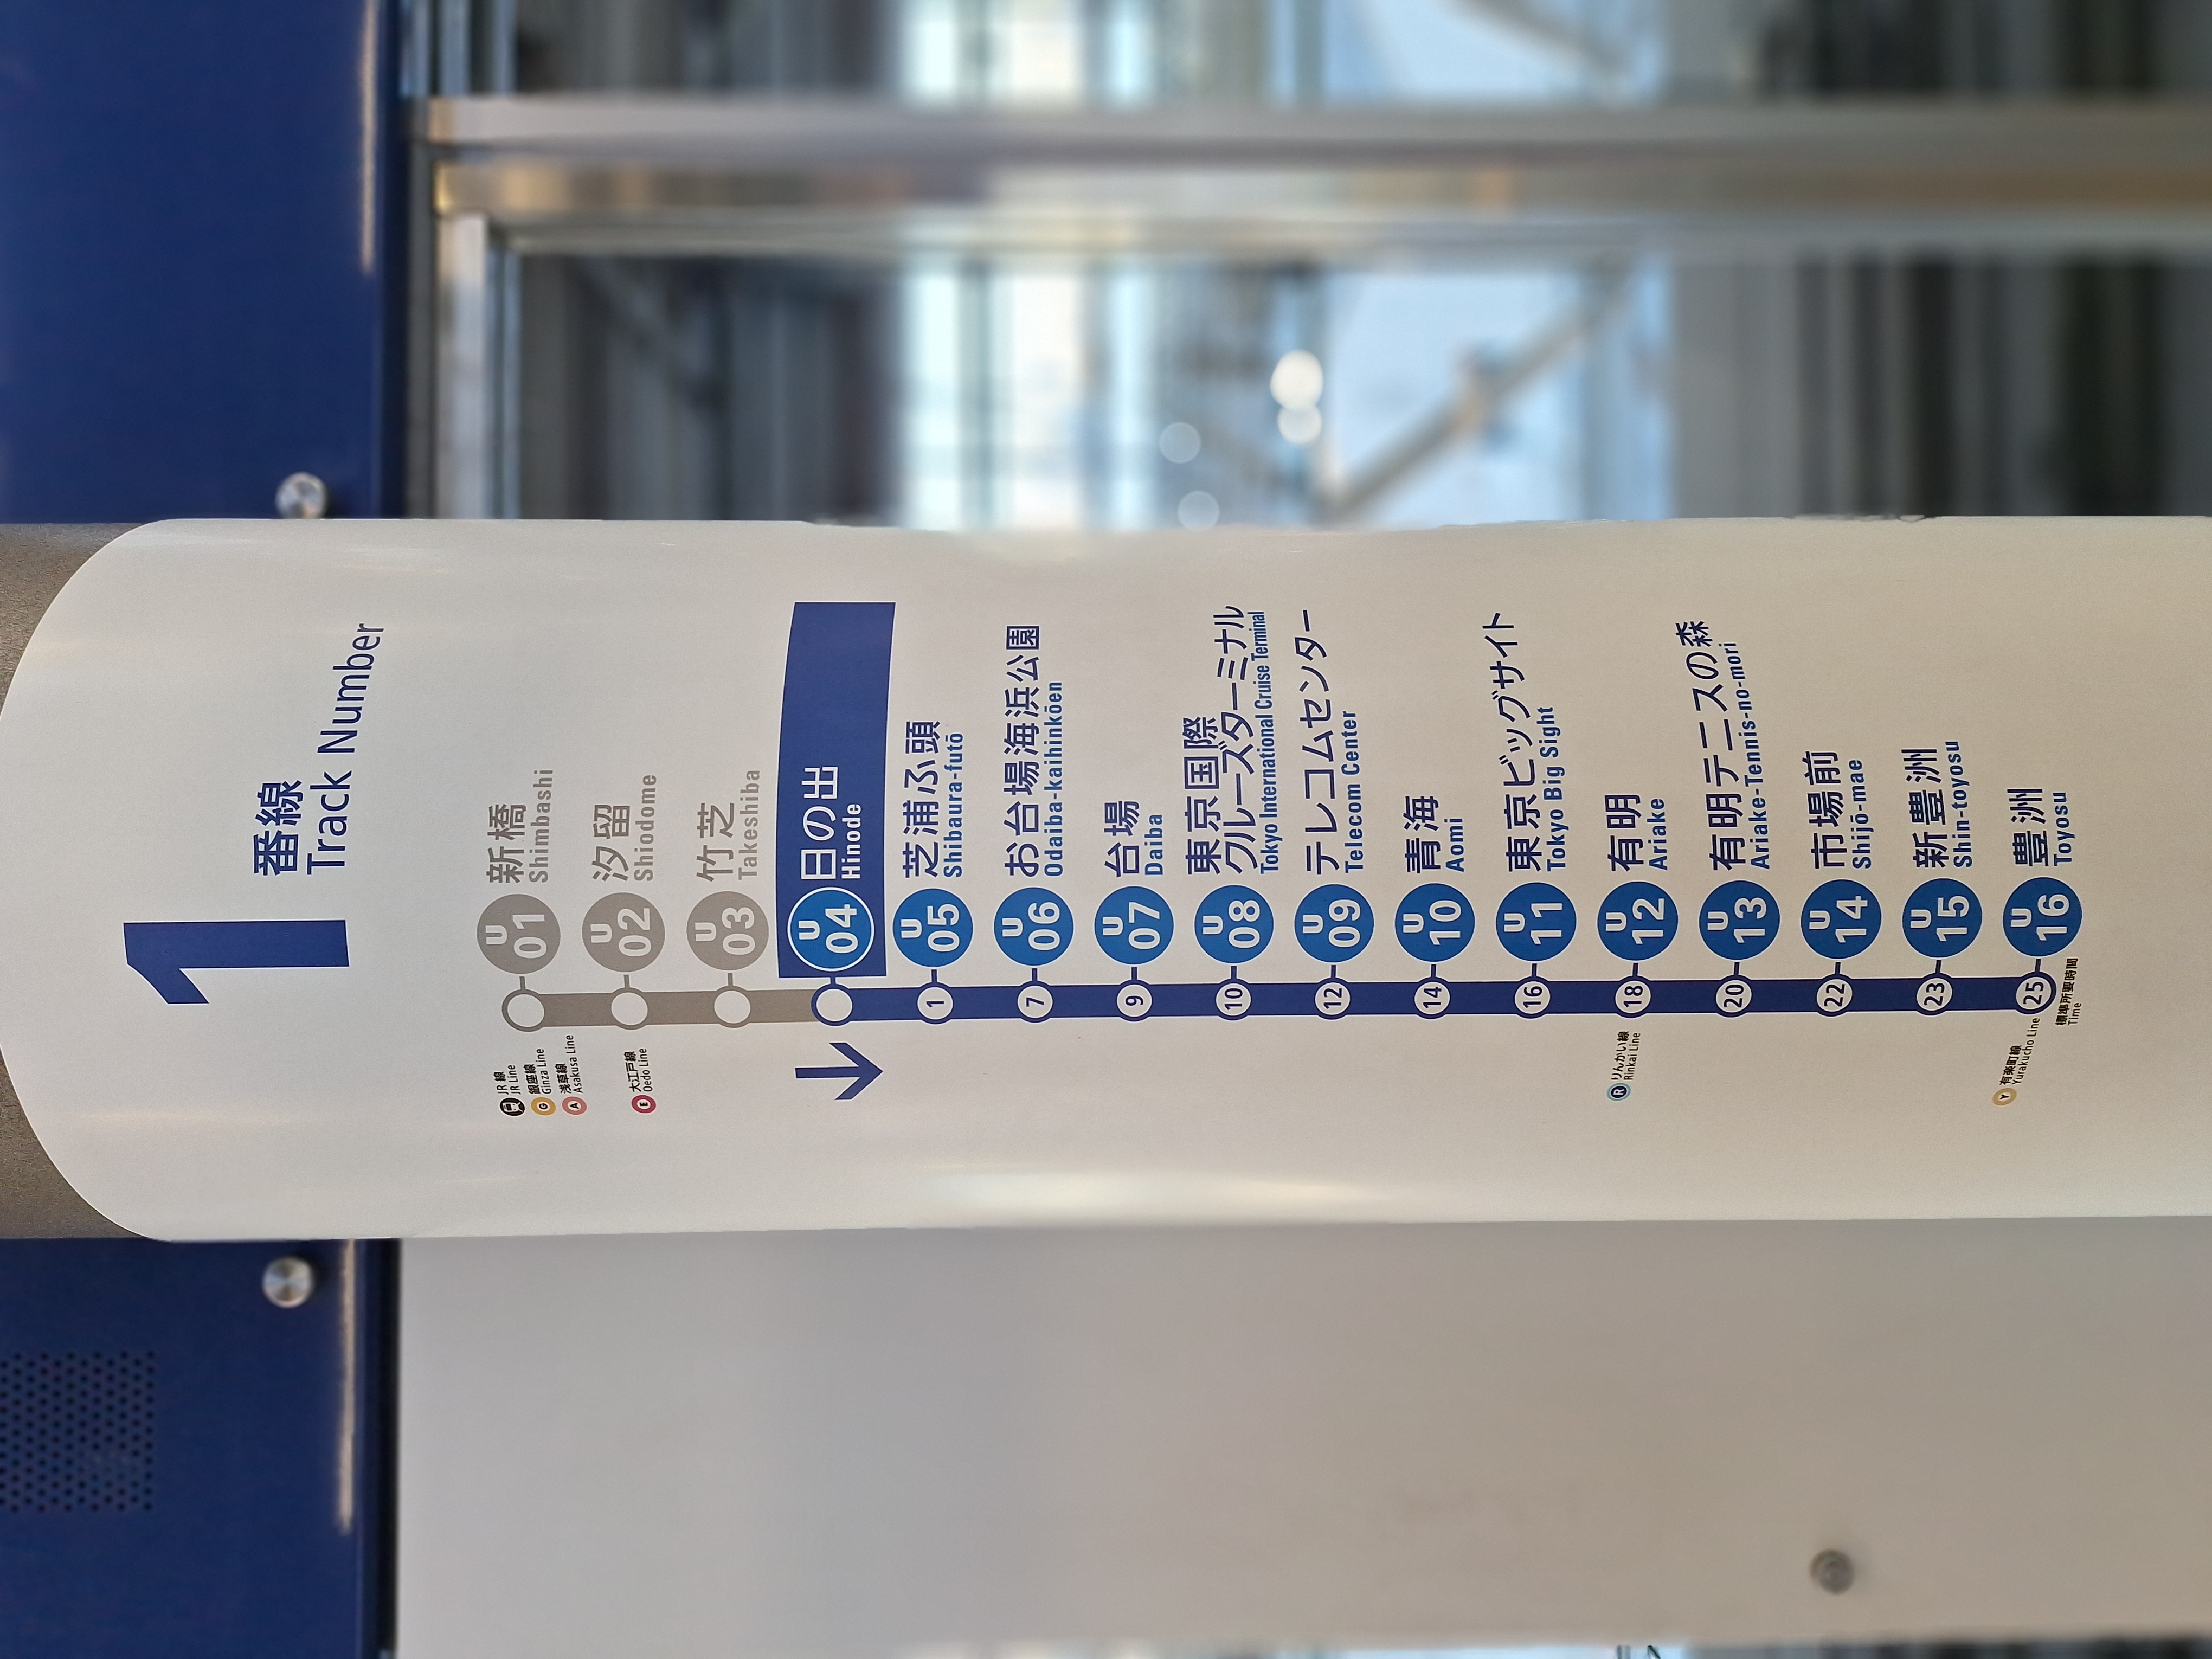 1
番線
Track Number
JR 線
JR Line
G 銀座線
Ginza Line
A 浅草線
Asakusa Line
U 01
新橋
Shimbashi
E 大江戸線
Oedo Line
U 02
汐留
Shiodome
U 03
竹芝
Takeshiba
U 04
日の出
Hinode
1
U 05
芝浦ふ頭
Shibaura-futō
7
U 06
お台場海浜公園
Odaiba-kaihinkōen
9
U 07
台場
Daiba
10
U 08
東京国際
クルーズターミナル
Tokyo International Cruise Terminal
12
U 09
テレコムセンター
Telecom Center
14
U 10
青海
Aomi
16
U 11
東京ビッグサイト
Tokyo Big Sight
R りんかい線
Rinkai Line
18
U 12
有明
Ariake
20
U 13
有明テニスの森
Ariake-Tennis-no-mori
22
U 14
市場前
Shijō-mae
23
U 15
新豊洲
Shin-toyosu
Y 有楽町線
Yurakucho Line
25
U 16
豊洲
Toyosu
標準所要時間
Time